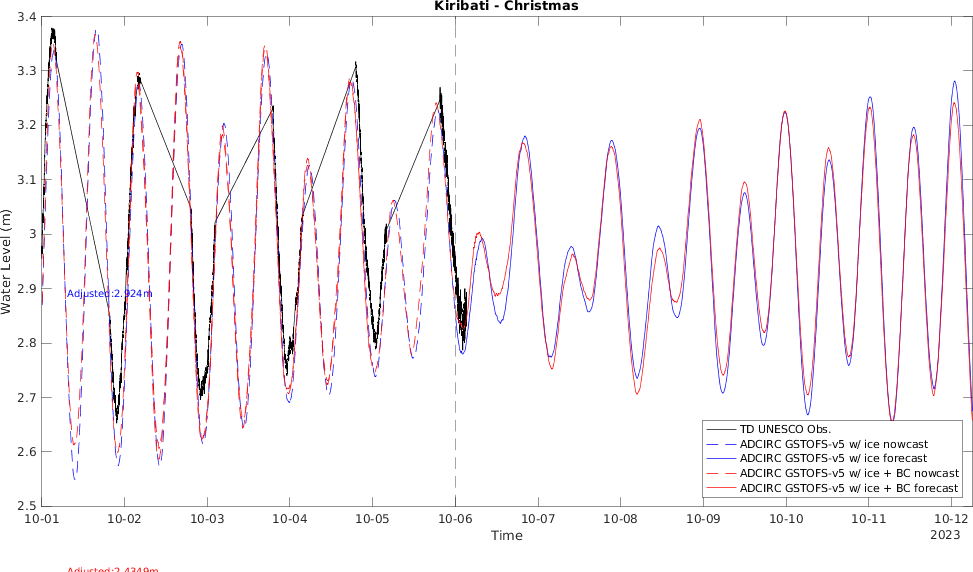 Kiribati - Christmas
3.4
3.3
3.2
3.1
3
2.9
2.8
2.7
2.6
2.5
Water Level (m)
Adjusted:2.924m
TD UNESCO Obs.
ADCIRC GSTOFS-v5 w/ ice nowcast
ADCIRC GSTOFS-v5 w/ ice forecast
ADCIRC GSTOFS-v5 w/ ice + BC nowcast
ADCIRC GSTOFS-v5 w/ ice + BC forecast
10-01 10-02 10-03 10-04 10-05 10-06 10-07 10-08 10-09 10-10 10-11 10-12
Time
2023
Adjusted:2.4349m